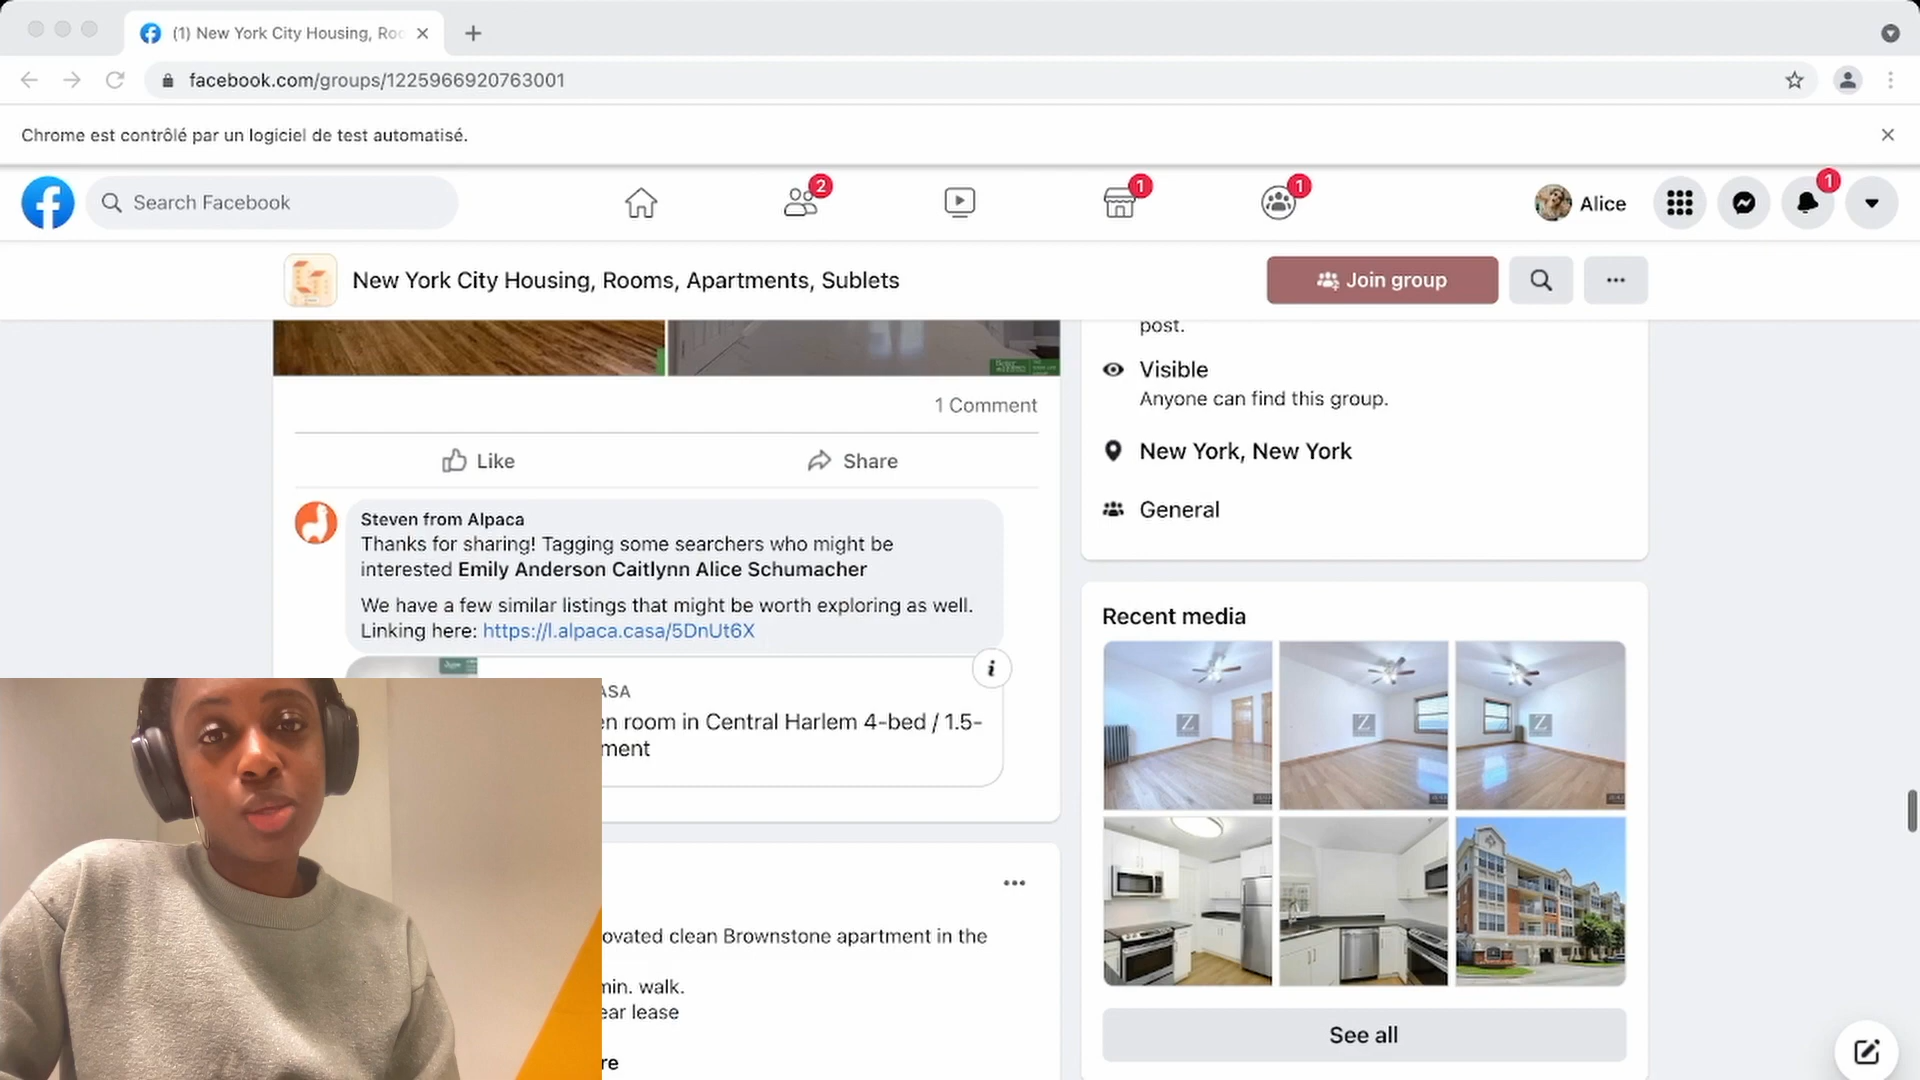 (1) New York City Housing, Roo
facebook.com/groups/1225966920763001
Chrome est contrôlé par un logiciel de test automatisé.
Search Facebook
2
1
1
Alice
1
New York City Housing, Rooms, Apartments, Sublets
Join group
1 Comment
Like
Share
Steven from Alpaca
Thanks for sharing! Tagging some searchers who might be
interested Emily Anderson Caitlynn Alice Schumacher
We have a few similar listings that might be worth exploring as well.
Linking here: https://l.alpaca.casa/5DnUt6X
ASA
en room in Central Harlem 4-bed / 1.5-
ment
ovated clean Brownstone apartment in the
min. walk.
ear lease
re
post.
Visible
Anyone can find this group.
New York, New York
General
Recent media
Z
Z
Z
See all